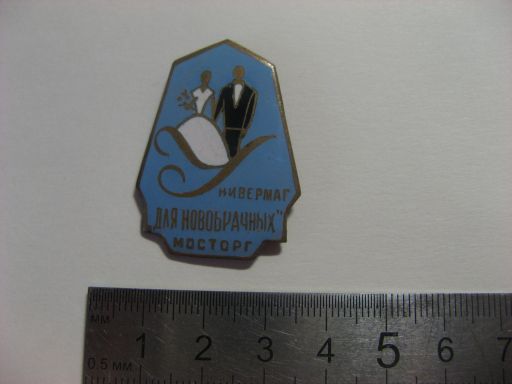 УНИВЕРМАГ
„ДЛЯ НОВОБРАЧНЫХ"
МОСТОРГ
мм
0.5 мм
1 2 3 4 5 6 7